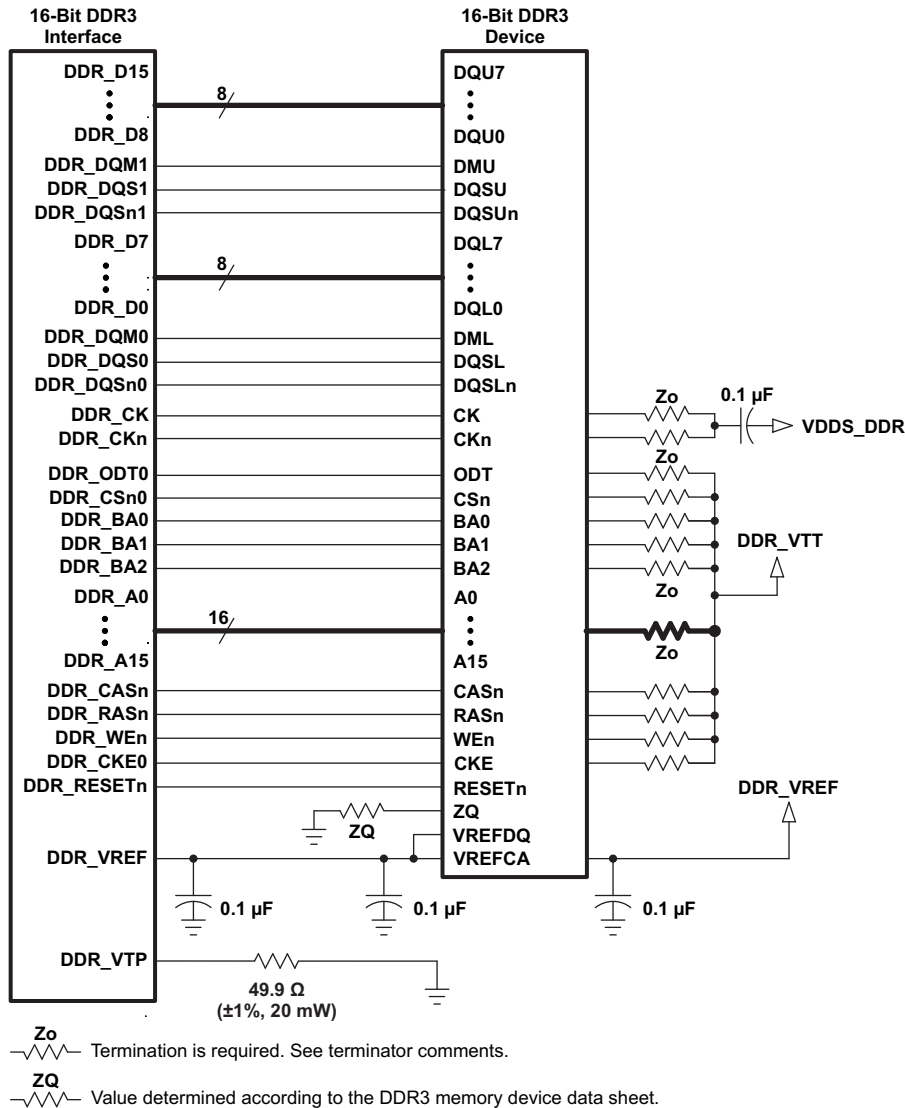 16-Bit DDR3
Interface
16-Bit DDR3
Device
DDR_D15
8
DQU7
DDR_D8
DQU0
DDR_DQM1
DMU
DDR_DQS1
DQSU
DDR_DQSn1
DQSUn
DDR_D7
8
DQL7
DDR_D0
DQL0
DDR_DQM0
DML
DDR_DQS0
DQSL
DDR_DQSn0
DQSLn
Zo
0.1 µF
DDR_CK
CK
VDDS_DDR
DDR_CKn
CKn
Zo
DDR_ODT0
ODT
DDR_CSn0
CSn
DDR_BA0
BA0
DDR_BA1
BA1
DDR_VTT
DDR_BA2
BA2
Zo
DDR_A0
A0
16
Zo
DDR_A15
A15
DDR_CASn
CASn
DDR_RASn
RASn
DDR_WEn
WEn
DDR_CKE0
CKE
DDR_RESETn
RESETn
DDR_VREF
ZQ
ZQ
VREFDQ
DDR_VREF
VREFCA
0.1 µF
0.1 µF
0.1 µF
DDR_VTP
49.9 Ω
(±1%, 20 mW)
Zo
Termination is required. See terminator comments.
ZQ
Value determined according to the DDR3 memory device data sheet.